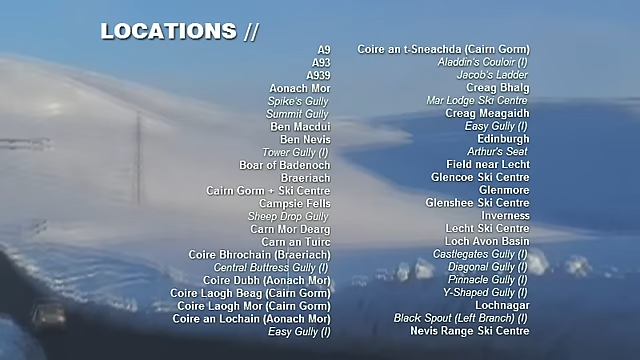 LOCATIONS //
A9
A93
A939
Aonach Mor
Spike's Gully
Summit Gully
Ben Macdui
Ben Nevis
Tower Gully (I)
Boar of Badenoch
Braeriach
Cairn Gorm + Ski Centre
Campsie Fells
Sheep Drop Gully
Carn Mor Dearg
Carn an Tuirc
Coire Bhrochain (Braeriach)
Central Buttress Gully (I)
Coire Dubh (Aonach Mor)
Coire Laogh Beag (Cairn Gorm)
Coire Laogh Mor (Cairn Gorm)
Coire an Lochain (Aonach Mor)
Easy Gully (I)
Coire an t-Sneachda (Cairn Gorm)
Aladdin's Couloir (I)
Jacob's Ladder
Creag Bhalg
Mar Lodge Ski Centre
Creag Meagaidh
Easy Gully (I)
Edinburgh
Arthur's Seat
Field near Lecht
Glencoe Ski Centre
Glenmore
Glenshee Ski Centre
Inverness
Lecht Ski Centre
Loch Avon Basin
Castlegates Gully (I)
Diagonal Gully (I)
Pinnacle Gully (I)
Y-Shaped Gully (I)
Lochnagar
Black Spout (Left Branch) (I)
Nevis Range Ski Centre